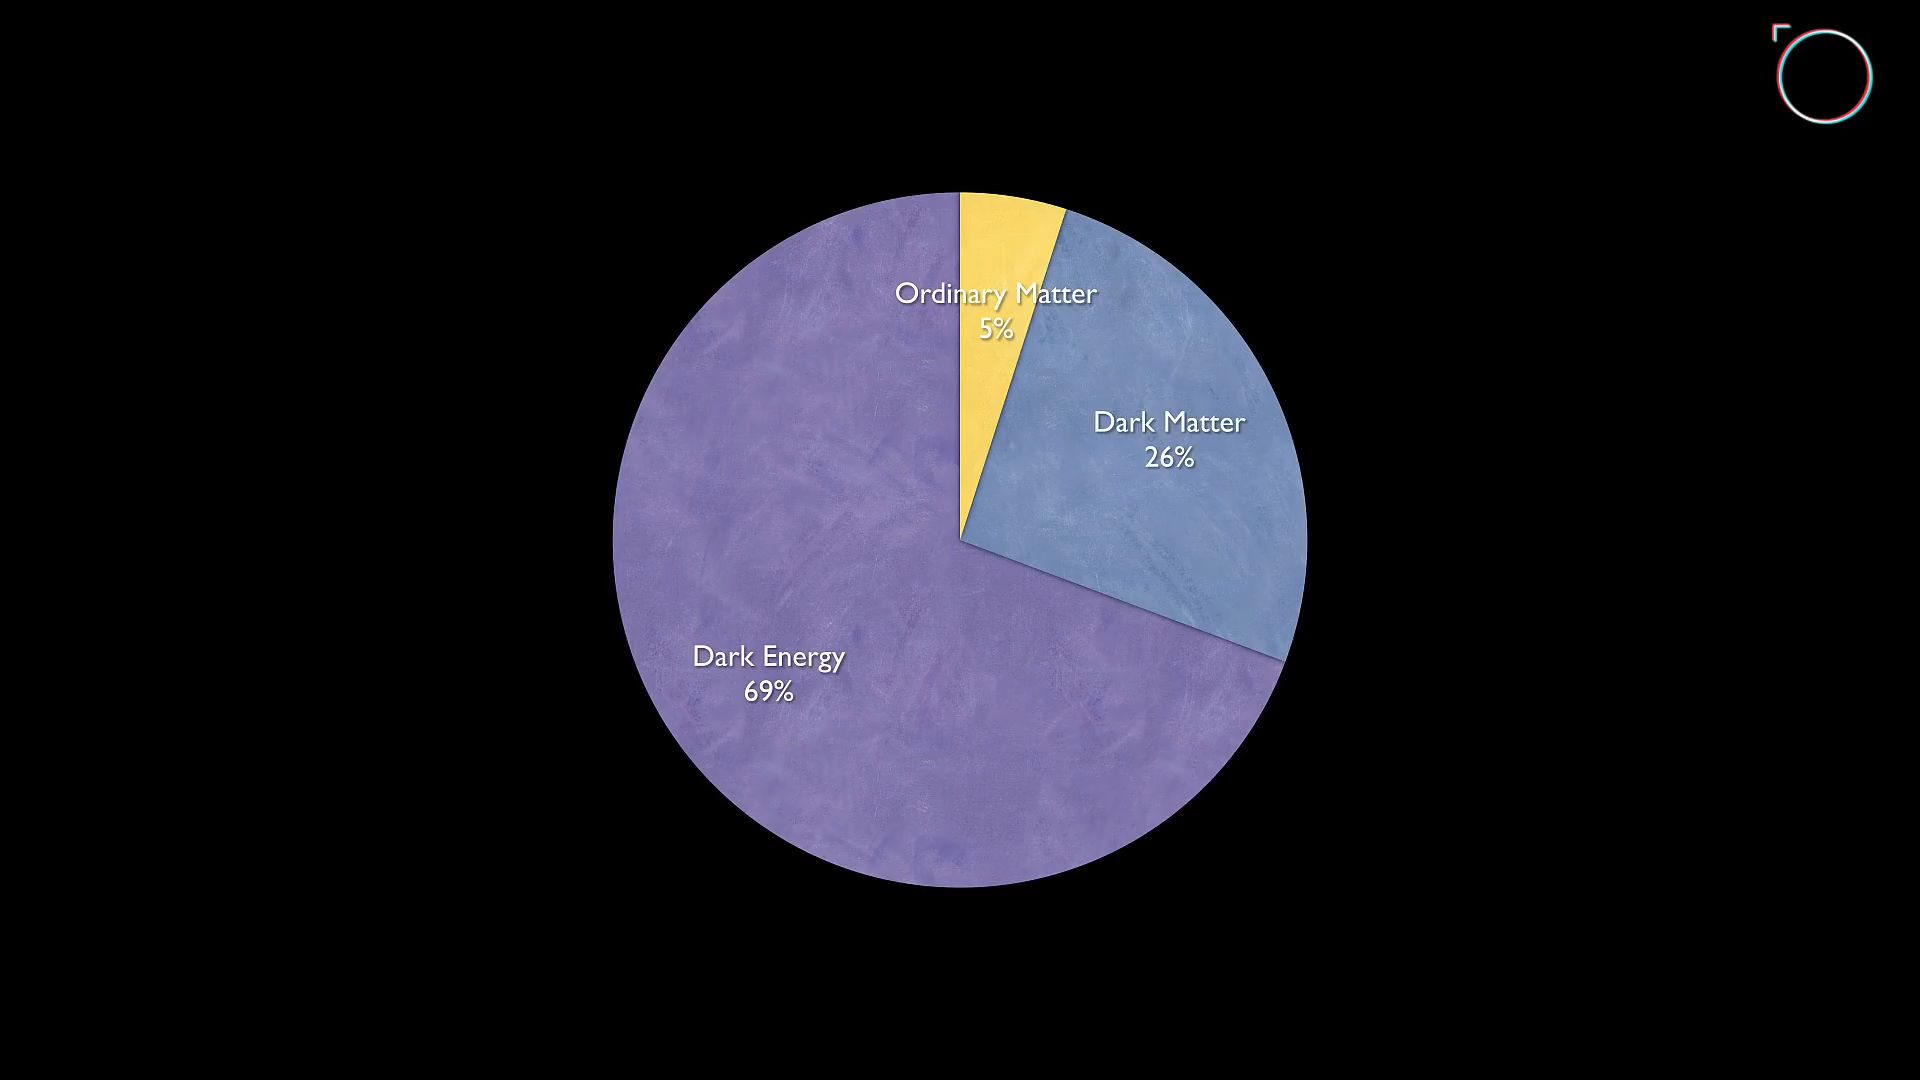 Ordinary Matter
5%
Dark Matter
26%
Dark Energy
69%